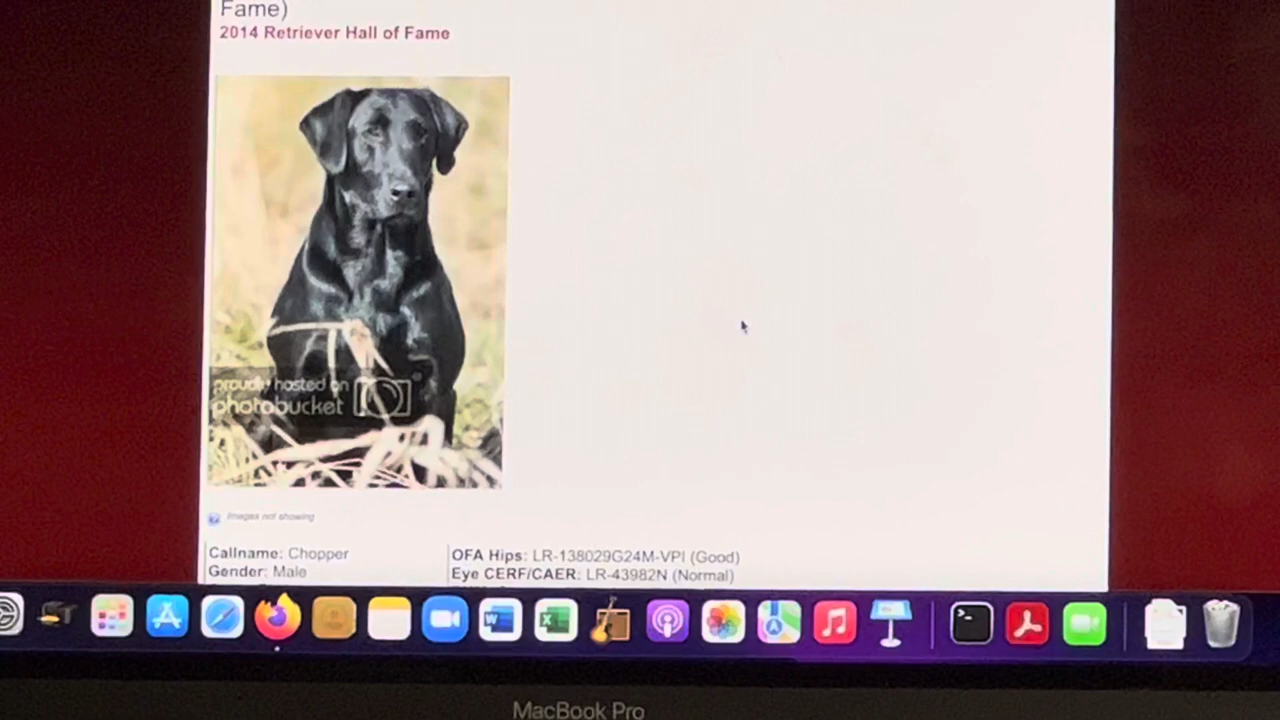 Fame)
2014 Retriever Hall of Fame
proudly hosted on
photobucket
Images not showing
Callname: Chopper
Gender: Male
OFA Hips: LR-138029G24M-VPI (Good)
Eye CERF/CAER: LR-43982N (Normal)
MacBook Pro